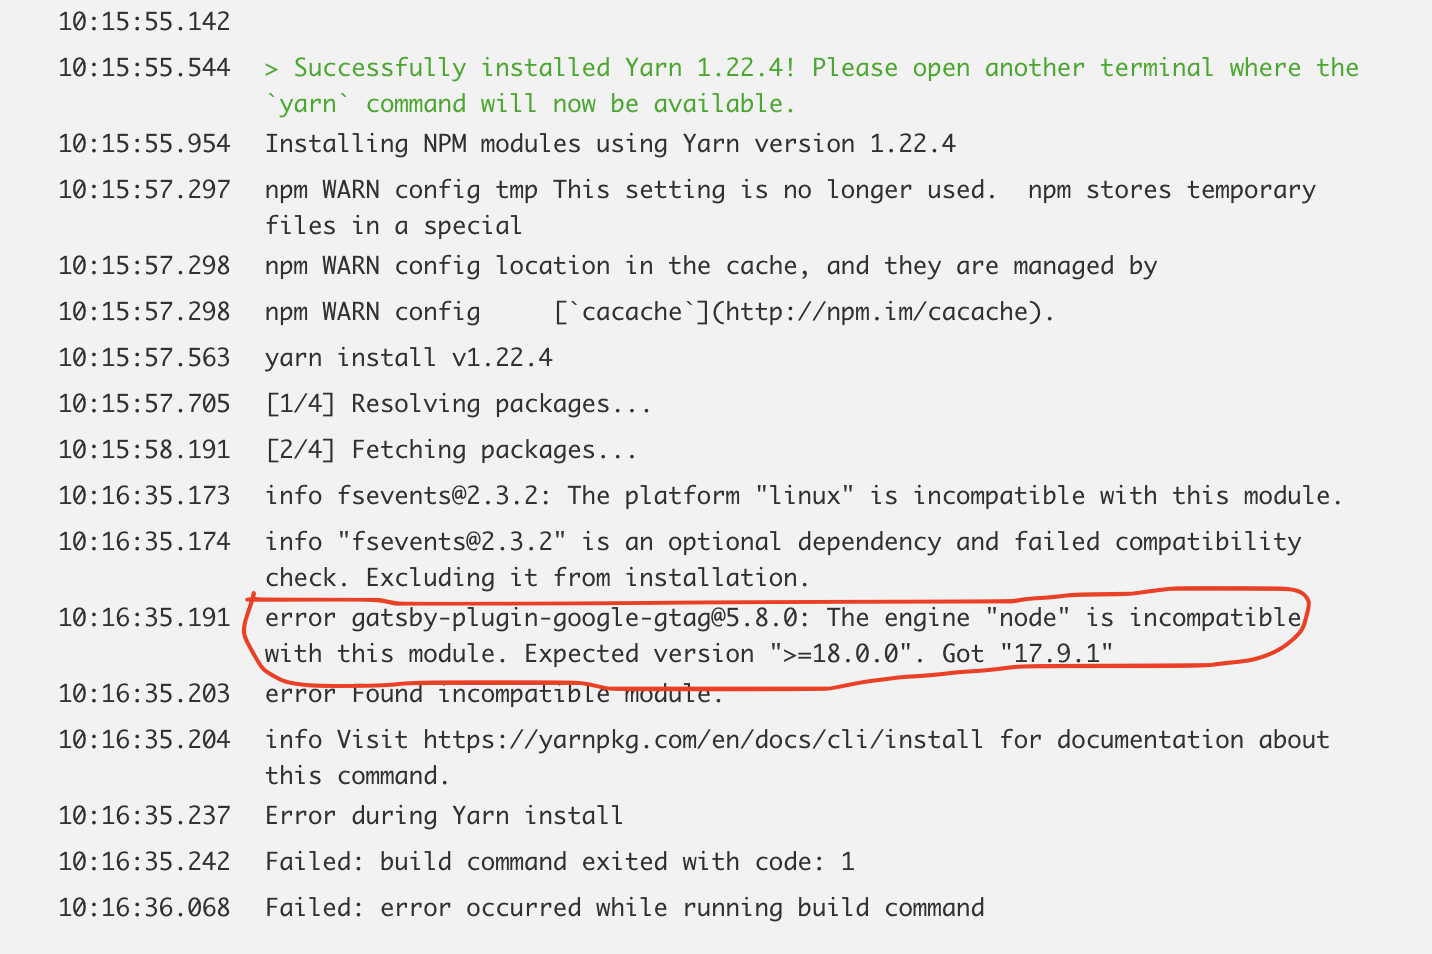 10:15:55.142
10:15:55.544 > Successfully installed Yarn 1.22.4! Please open another terminal where the
`yarn` command will now be available.
10:15:55.954 Installing NPM modules using Yarn version 1.22.4
10:15:57.297 npm WARN config tmp This setting is no longer used.  npm stores temporary
files in a special
10:15:57.298 npm WARN config location in the cache, and they are managed by
10:15:57.298 npm WARN config     [`cacache`](http://npm.im/cacache).
10:15:57.563 yarn install v1.22.4
10:15:57.705 [1/4] Resolving packages...
10:15:58.191 [2/4] Fetching packages...
10:16:35.173 info fsevents@2.3.2: The platform "linux" is incompatible with this module.
10:16:35.174 info "fsevents@2.3.2" is an optional dependency and failed compatibility
check. Excluding it from installation.
10:16:35.191 error gatsby-plugin-google-gtag@5.8.0: The engine "node" is incompatible
with this module. Expected version ">=18.0.0". Got "17.9.1"
10:16:35.203 error Found incompatible module.
10:16:35.204 info Visit https://yarnpkg.com/en/docs/cli/install for documentation about
this command.
10:16:35.237 Error during Yarn install
10:16:35.242 Failed: build command exited with code: 1
10:16:36.068 Failed: error occurred while running build command